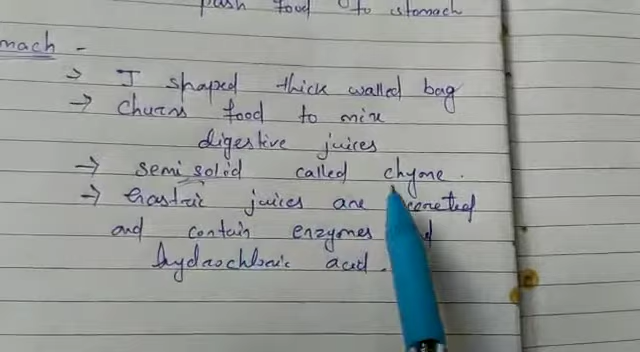 push food to stomach
mach -
→ J shaped thick walled bag
→ Churns food to mix
digestive juices
→ semi solid called chyme.
→ Gastric juices are secreted
and contain enzymes
hydrochloric acid.